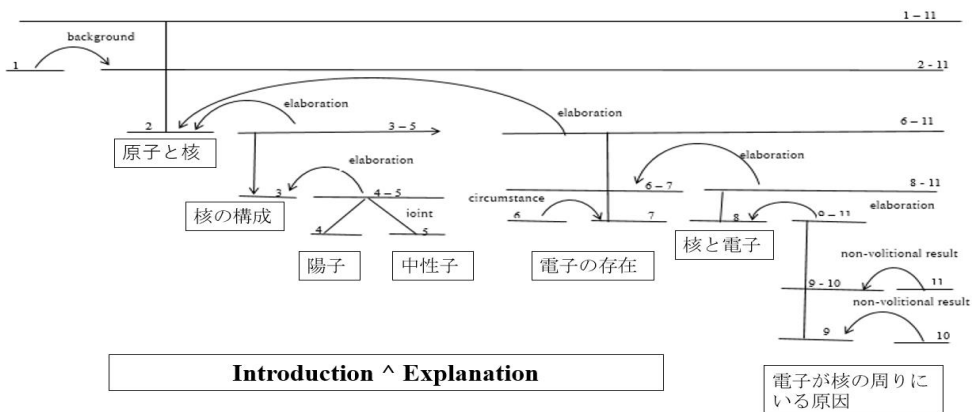 1 – 11
background
1
2 - 11
elaboration
elaboration
2
3 – 5
6 – 11
原子と核
elaboration
elaboration
3
4 – 5
6 – 7
8 - 11
核の構成
joint
circumstance
elaboration
4
5
6
7
8
9 – 11
陽子
中性子
電子の存在
核と電子
non-volitional result
9 - 10
11
non-volitional result
9
10
Introduction ^ Explanation
電子が核の周りに
いる原因